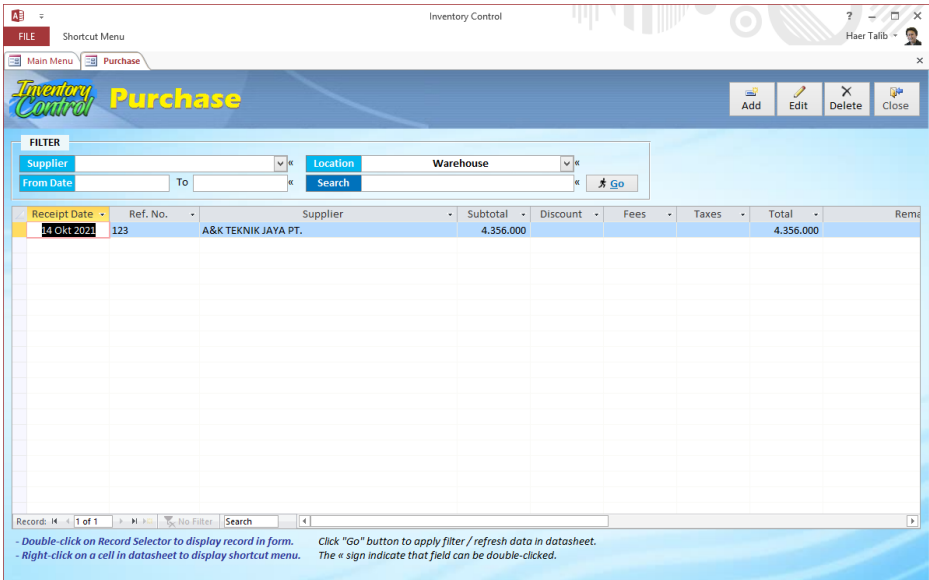 Inventory Control
?
FILE Shortcut Menu Haer Talib
Main Menu Purchase
Inventory Control
Purchase
Add Edit Delete Close
FILTER
Supplier « Location Warehouse «
From Date To « Search « Go
Receipt Date Ref. No. Supplier Subtotal Discount Fees Taxes Total Rema
14 Okt 2021 123 A&K TEKNIK JAYA PT. 4.356.000 4.356.000
Record: 1 of 1 No Filter Search
- Double-click on Record Selector to display record in form. Click "Go" button to apply filter / refresh data in datasheet.
- Right-click on a cell in datasheet to display shortcut menu. The « sign indicate that field can be double-clicked.